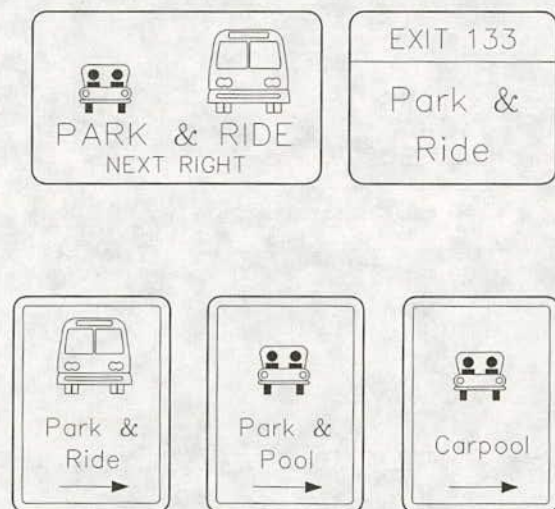 PARK & RIDE
NEXT RIGHT
EXIT 133
Park &
Ride
Park &
Ride
Park &
Pool
Carpool